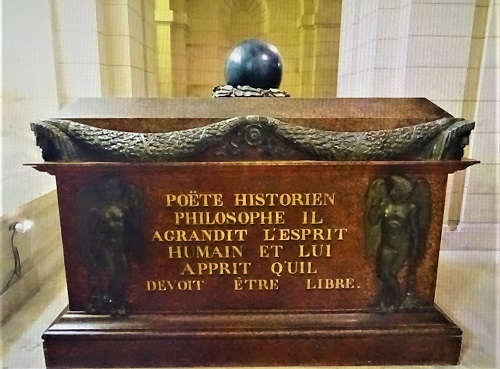 POËTE HISTORIEN
PHILOSOPHE IL
AGRANDIT L'ESPRIT
HUMAIN ET LUI
APPRIT QU'IL
DEVOIT ÊTRE LIBRE.